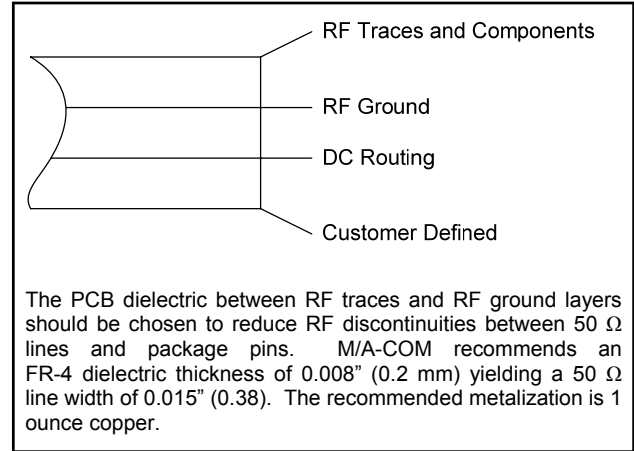 RF Traces and Components
RF Ground
DC Routing
Customer Defined
The PCB dielectric between RF traces and RF ground layers
should be chosen to reduce RF discontinuities between 50 Ω
lines and package pins. M/A-COM recommends an
FR-4 dielectric thickness of 0.008” (0.2 mm) yielding a 50 Ω
line width of 0.015” (0.38). The recommended metalization is 1
ounce copper.